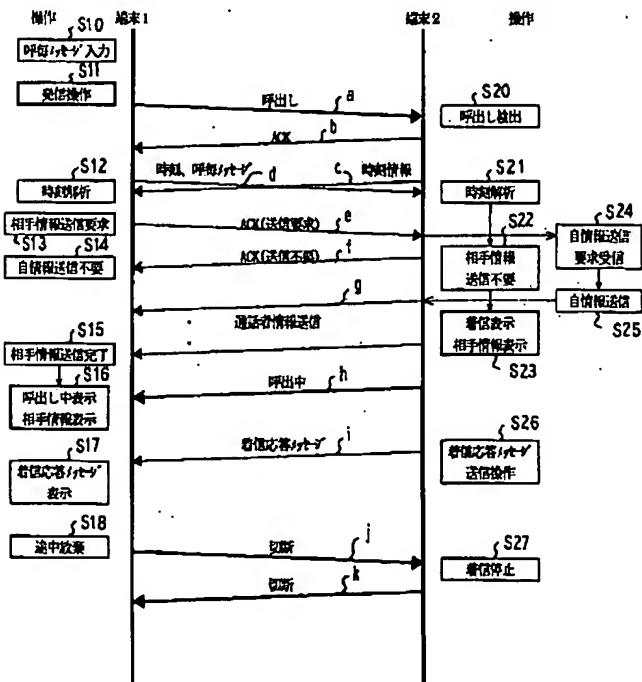 操作
端末1
端末2
操作
S10
呼毎メッセージ入力
S11
発信操作
呼出し
a
S20
呼出し検出
ACK
b
S12
時刻解析
時刻、呼毎メッセージ
d
c
時刻情報
S21
時刻解析
相手情報送信要求
S13
ACK(送信要求)
e
S22
S24
自情報送信
要求受信
S14
自情報送信不要
ACK(送信不要)
f
相手情報
送信不要
g
通話者情報送信
自情報送信
S25
S15
相手情報送信完了
着信表示
相手情報表示
S23
S16
呼出し中表示
相手情報表示
呼出中
h
S17
着信応答メッセージ
表示
着信応答メッセージ
i
S26
着信応答メッセージ
送信操作
S18
途中放棄
切断
j
S27
着信停止
切断
k